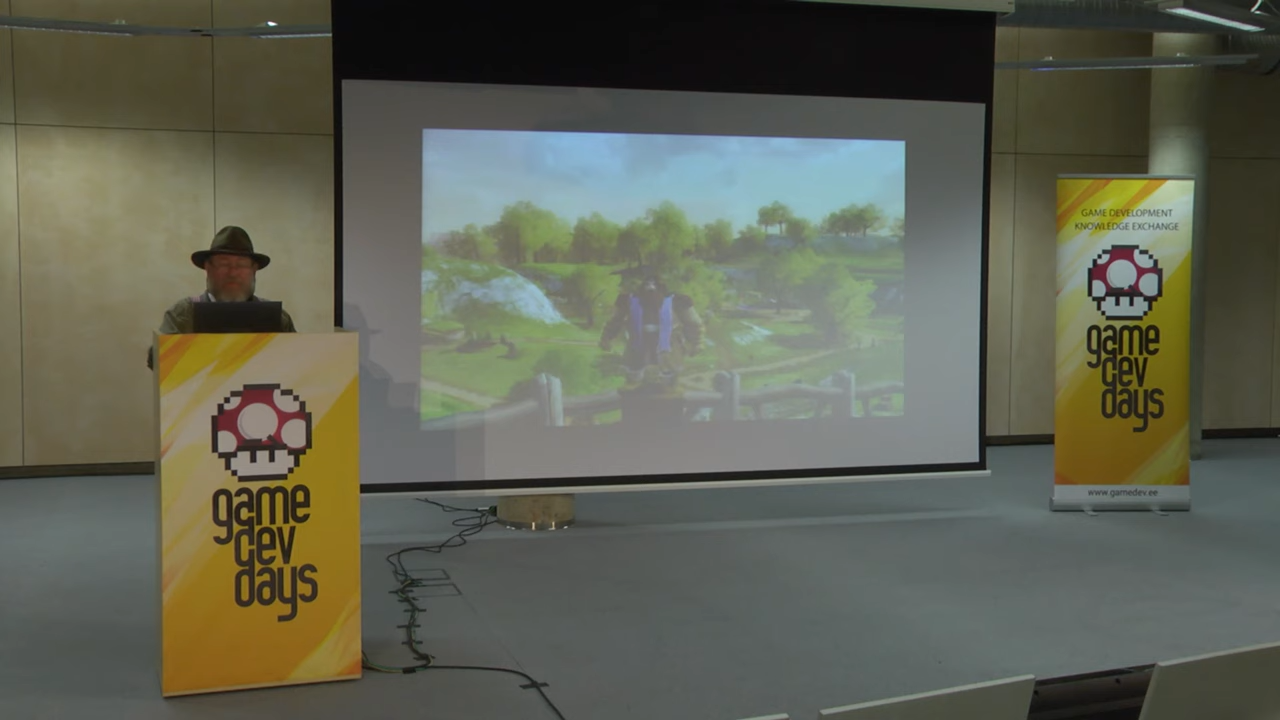 game
dev
days
GAME DEVELOPMENT
KNOWLEDGE EXCHANGE
game
dev
days
www.gamedev.ee